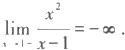 lim x²/(x−1) = −∞.